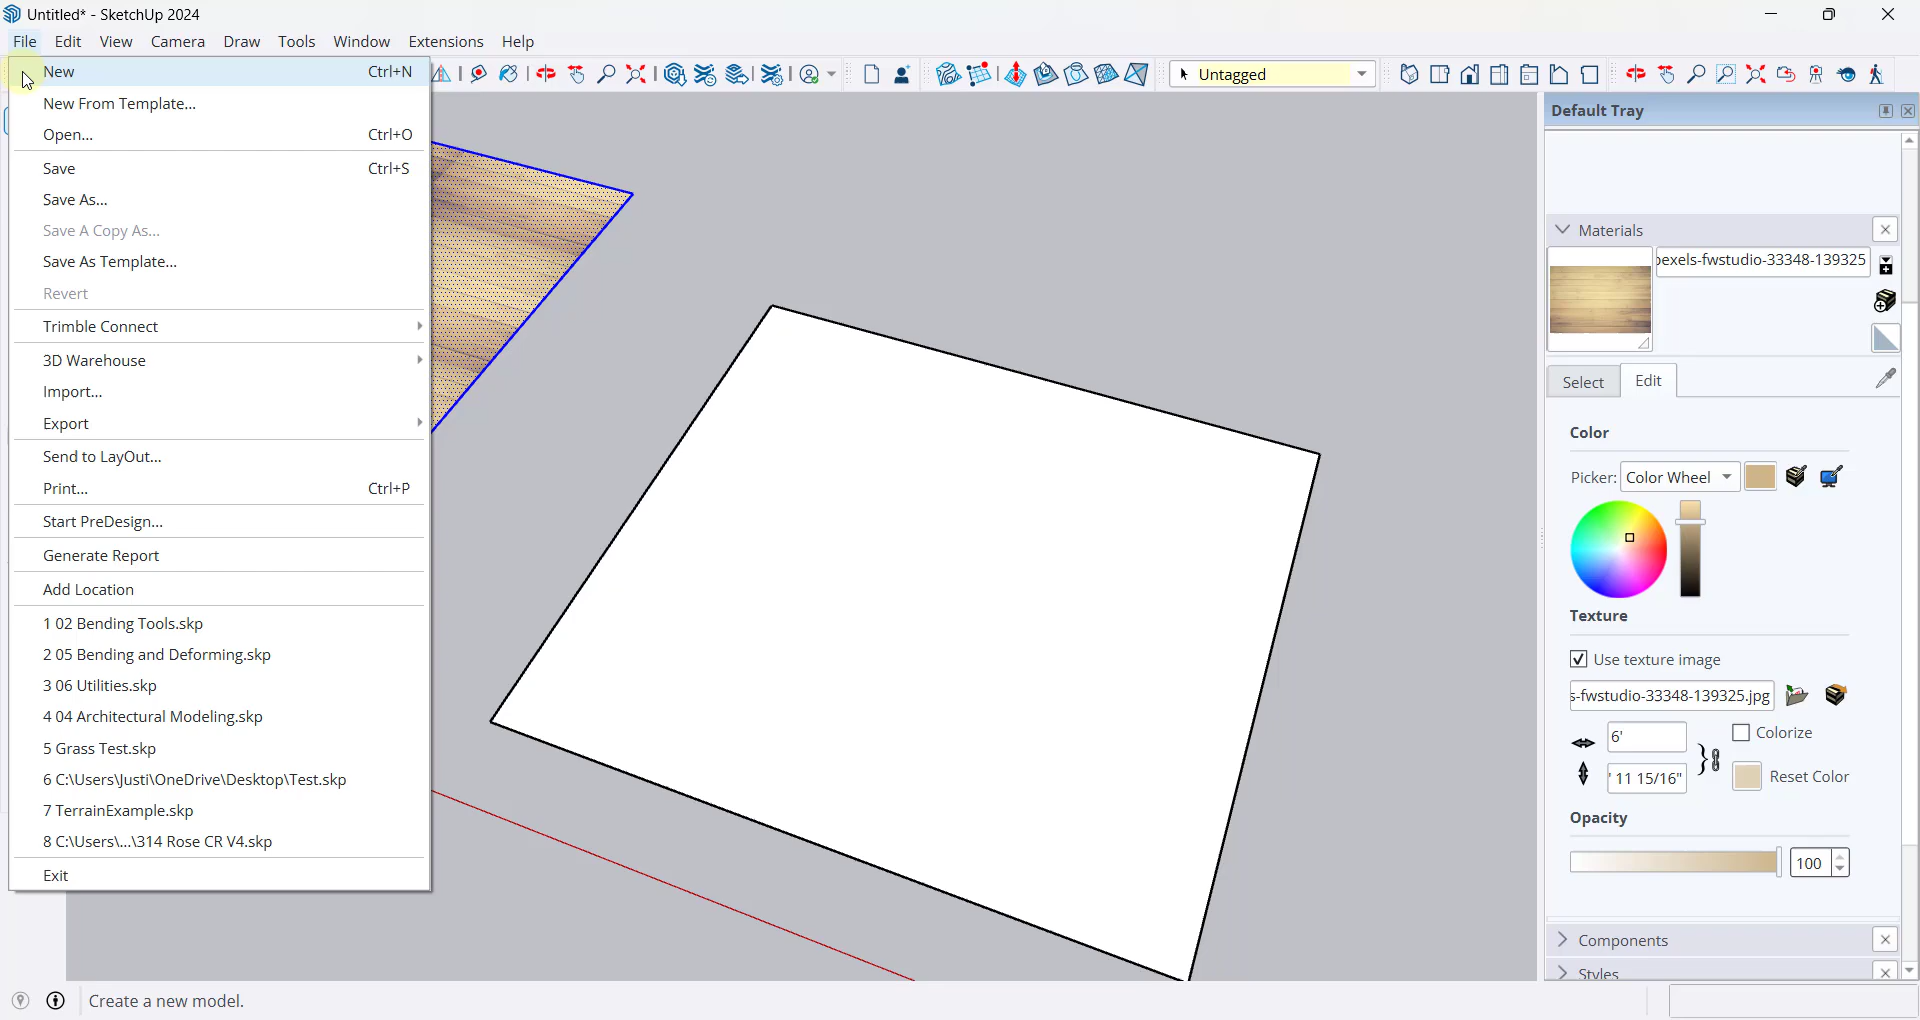 Untitled* - SketchUp 2024
File Edit View Camera Draw Tools Window Extensions Help
New Ctrl+N
New From Template...
Open... Ctrl+O
Save Ctrl+S
Save As...
Save A Copy As...
Save As Template...
Revert
Trimble Connect
3D Warehouse
Import...
Export
Send to LayOut...
Print... Ctrl+P
Start PreDesign...
Generate Report
Add Location
1 02 Bending Tools.skp
2 05 Bending and Deforming.skp
3 06 Utilities.skp
4 04 Architectural Modeling.skp
5 Grass Test.skp
6 C:\Users\Justi\OneDrive\Desktop\Test.skp
7 TerrainExample.skp
8 C:\Users\...\314 Rose CR V4.skp
Exit
Untagged
Default Tray
Materials
pexels-fwstudio-33348-139325
Select Edit
Color
Picker: Color Wheel
Texture
Use texture image
s-fwstudio-33348-139325.jpg
6' Colorize
' 11 15/16" Reset Color
Opacity
100
Components
Styles
Create a new model.